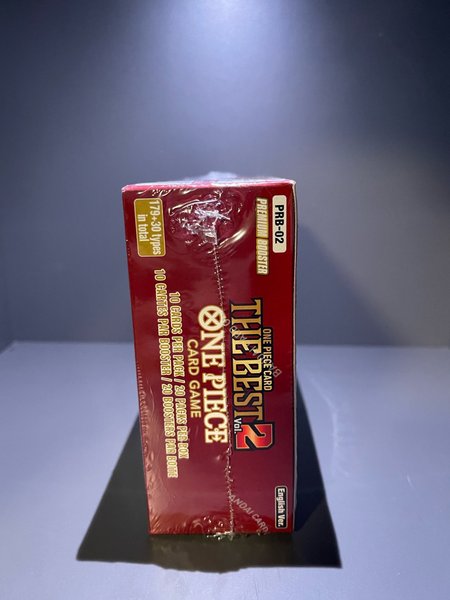 PRB-02
PREMIUM BOOSTER
ONE PIECE CARD
THE BEST
Vol. 2
ONE PIECE
CARD GAME
10 CARDS PER PACK / 20 PACKS PER BOX
10 CARTES PAR BOOSTER / 20 BOOSTERS PAR BOÎTE
179+30 types
in total
English Ver.